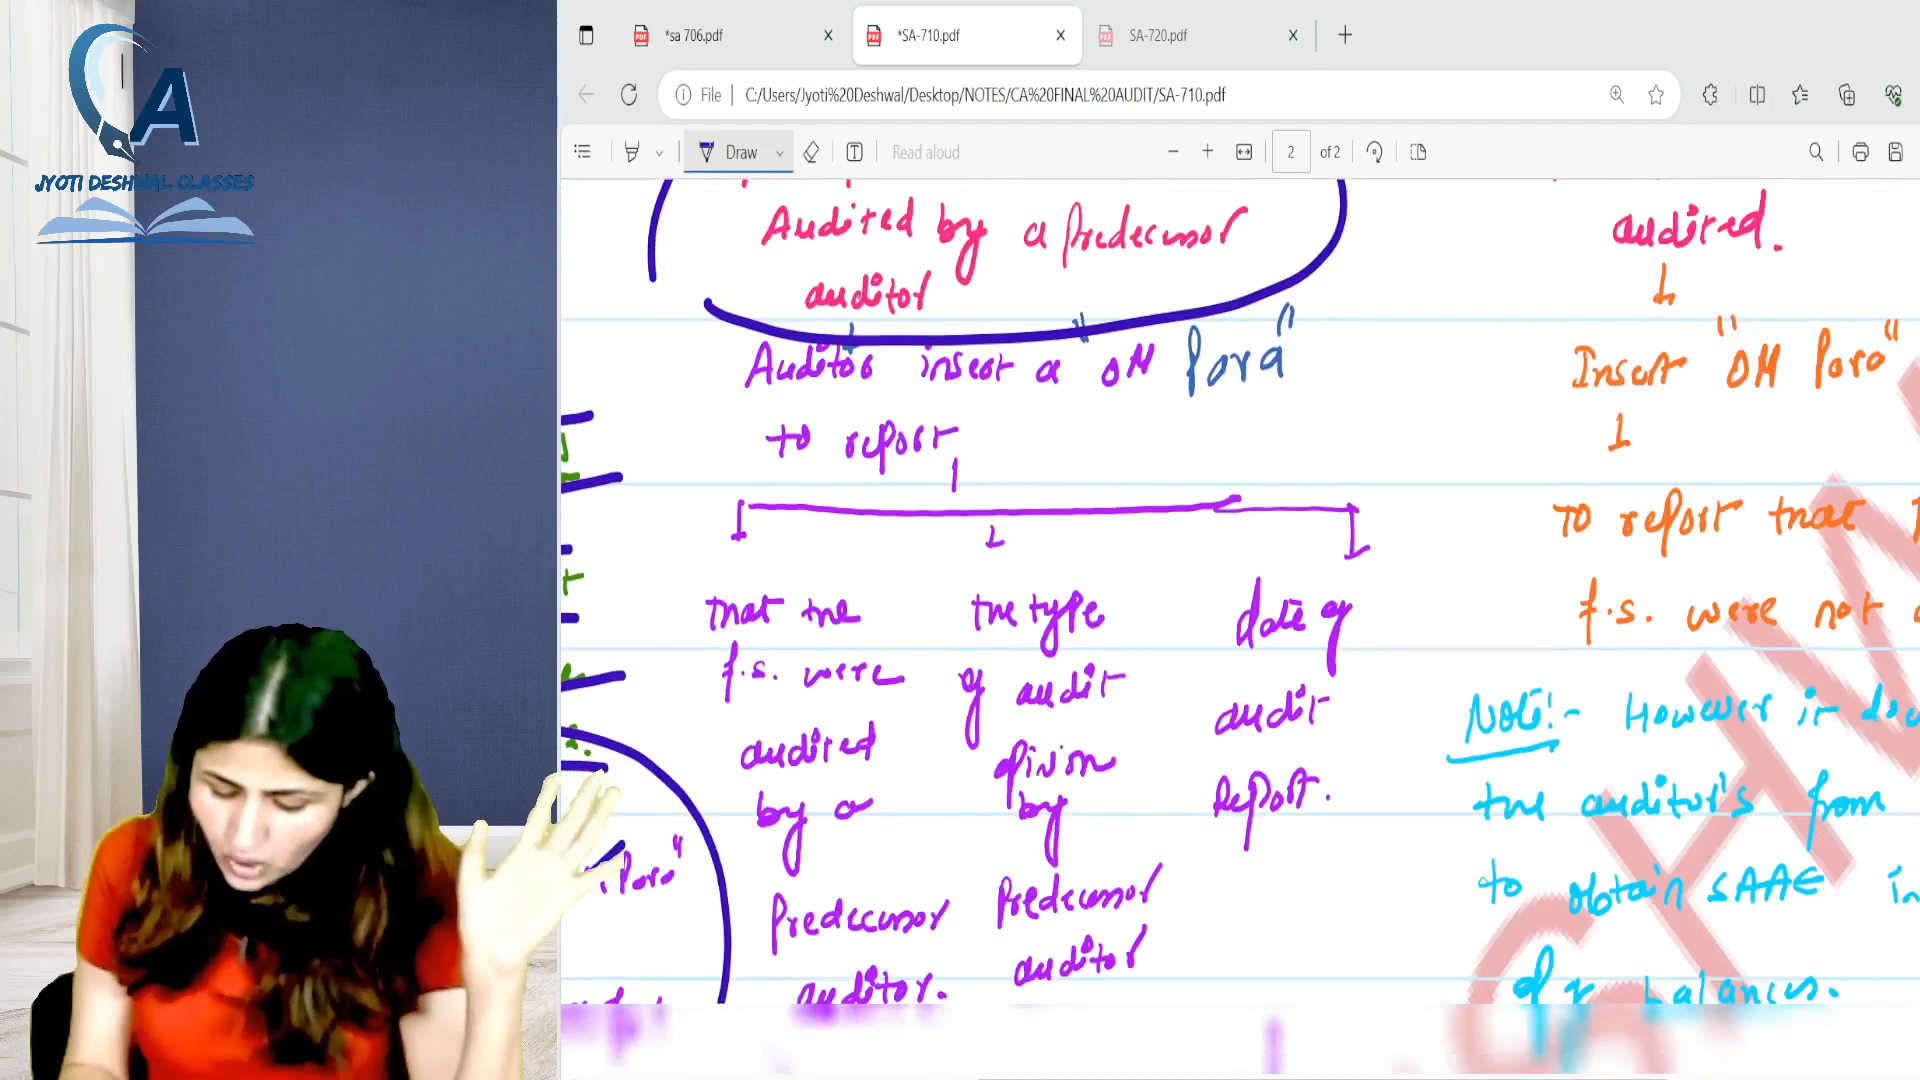 CA
JYOTI DESHWAL CLASSES
*sa 706.pdf
*SA-710.pdf
SA-720.pdf
File
C:/Users/Jyoti%20Deshwal/Desktop/NOTES/CA%20FINAL%20AUDIT/SA-710.pdf
Draw
Read aloud
2
of 2
Audited by a predecessor
auditor
Auditor insert a "OM Para"
to report
that the
f.s. were
audited
by a
predecessor
auditor.
the type
of audit
opinion
by
predecessor
auditor
date of
audit
report.
Para"
audited.
Insert "OM Para"
To report that
f.s. were not
Note:- However it
the auditor's from
to obtain SAAE in
balances.